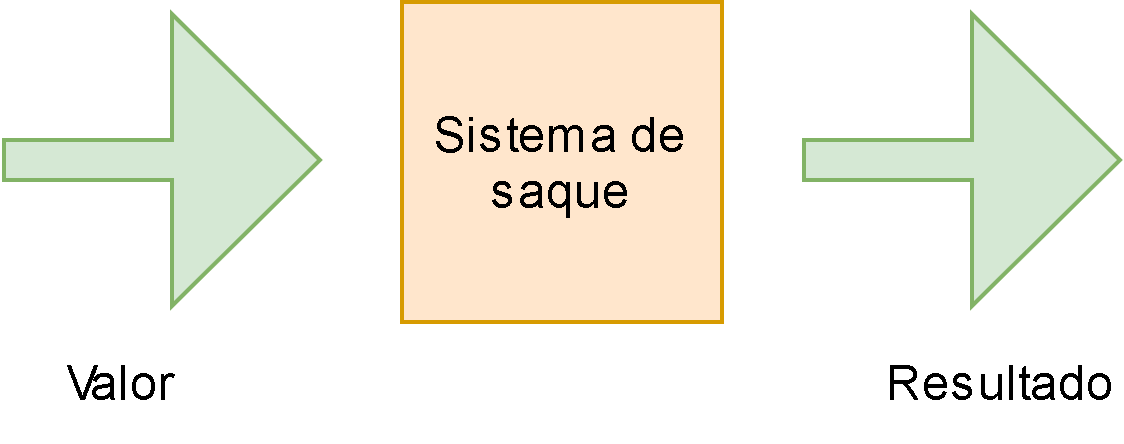 Sistema de
saque
Valor
Resultado